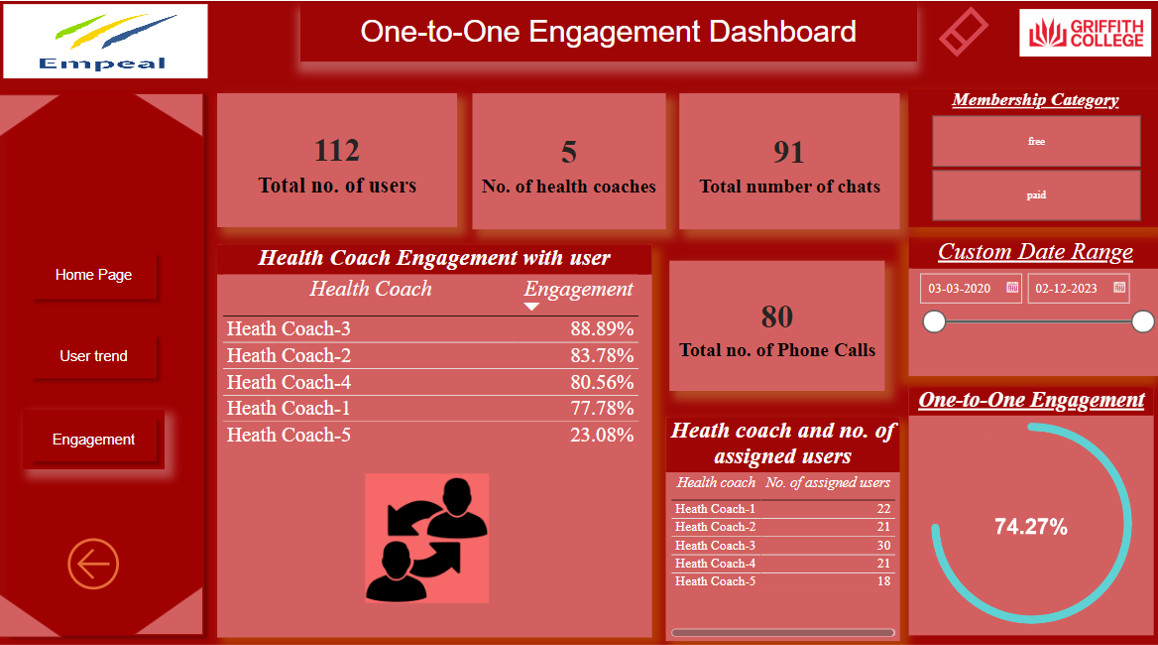 Empeal
One-to-One Engagement Dashboard
GRIFFITH
COLLEGE
Home Page
User trend
Engagement
112
Total no. of users
5
No. of health coaches
91
Total number of chats
Membership Category
free
paid
Health Coach Engagement with user
Health Coach Engagement
Heath Coach-3 88.89%
Heath Coach-2 83.78%
Heath Coach-4 80.56%
Heath Coach-1 77.78%
Heath Coach-5 23.08%
80
Total no. of Phone Calls
Custom Date Range
03-03-2020 02-12-2023
Heath coach and no. of
assigned users
Health coach No. of assigned users
Heath Coach-1 22
Heath Coach-2 21
Heath Coach-3 30
Heath Coach-4 21
Heath Coach-5 18
One-to-One Engagement
74.27%